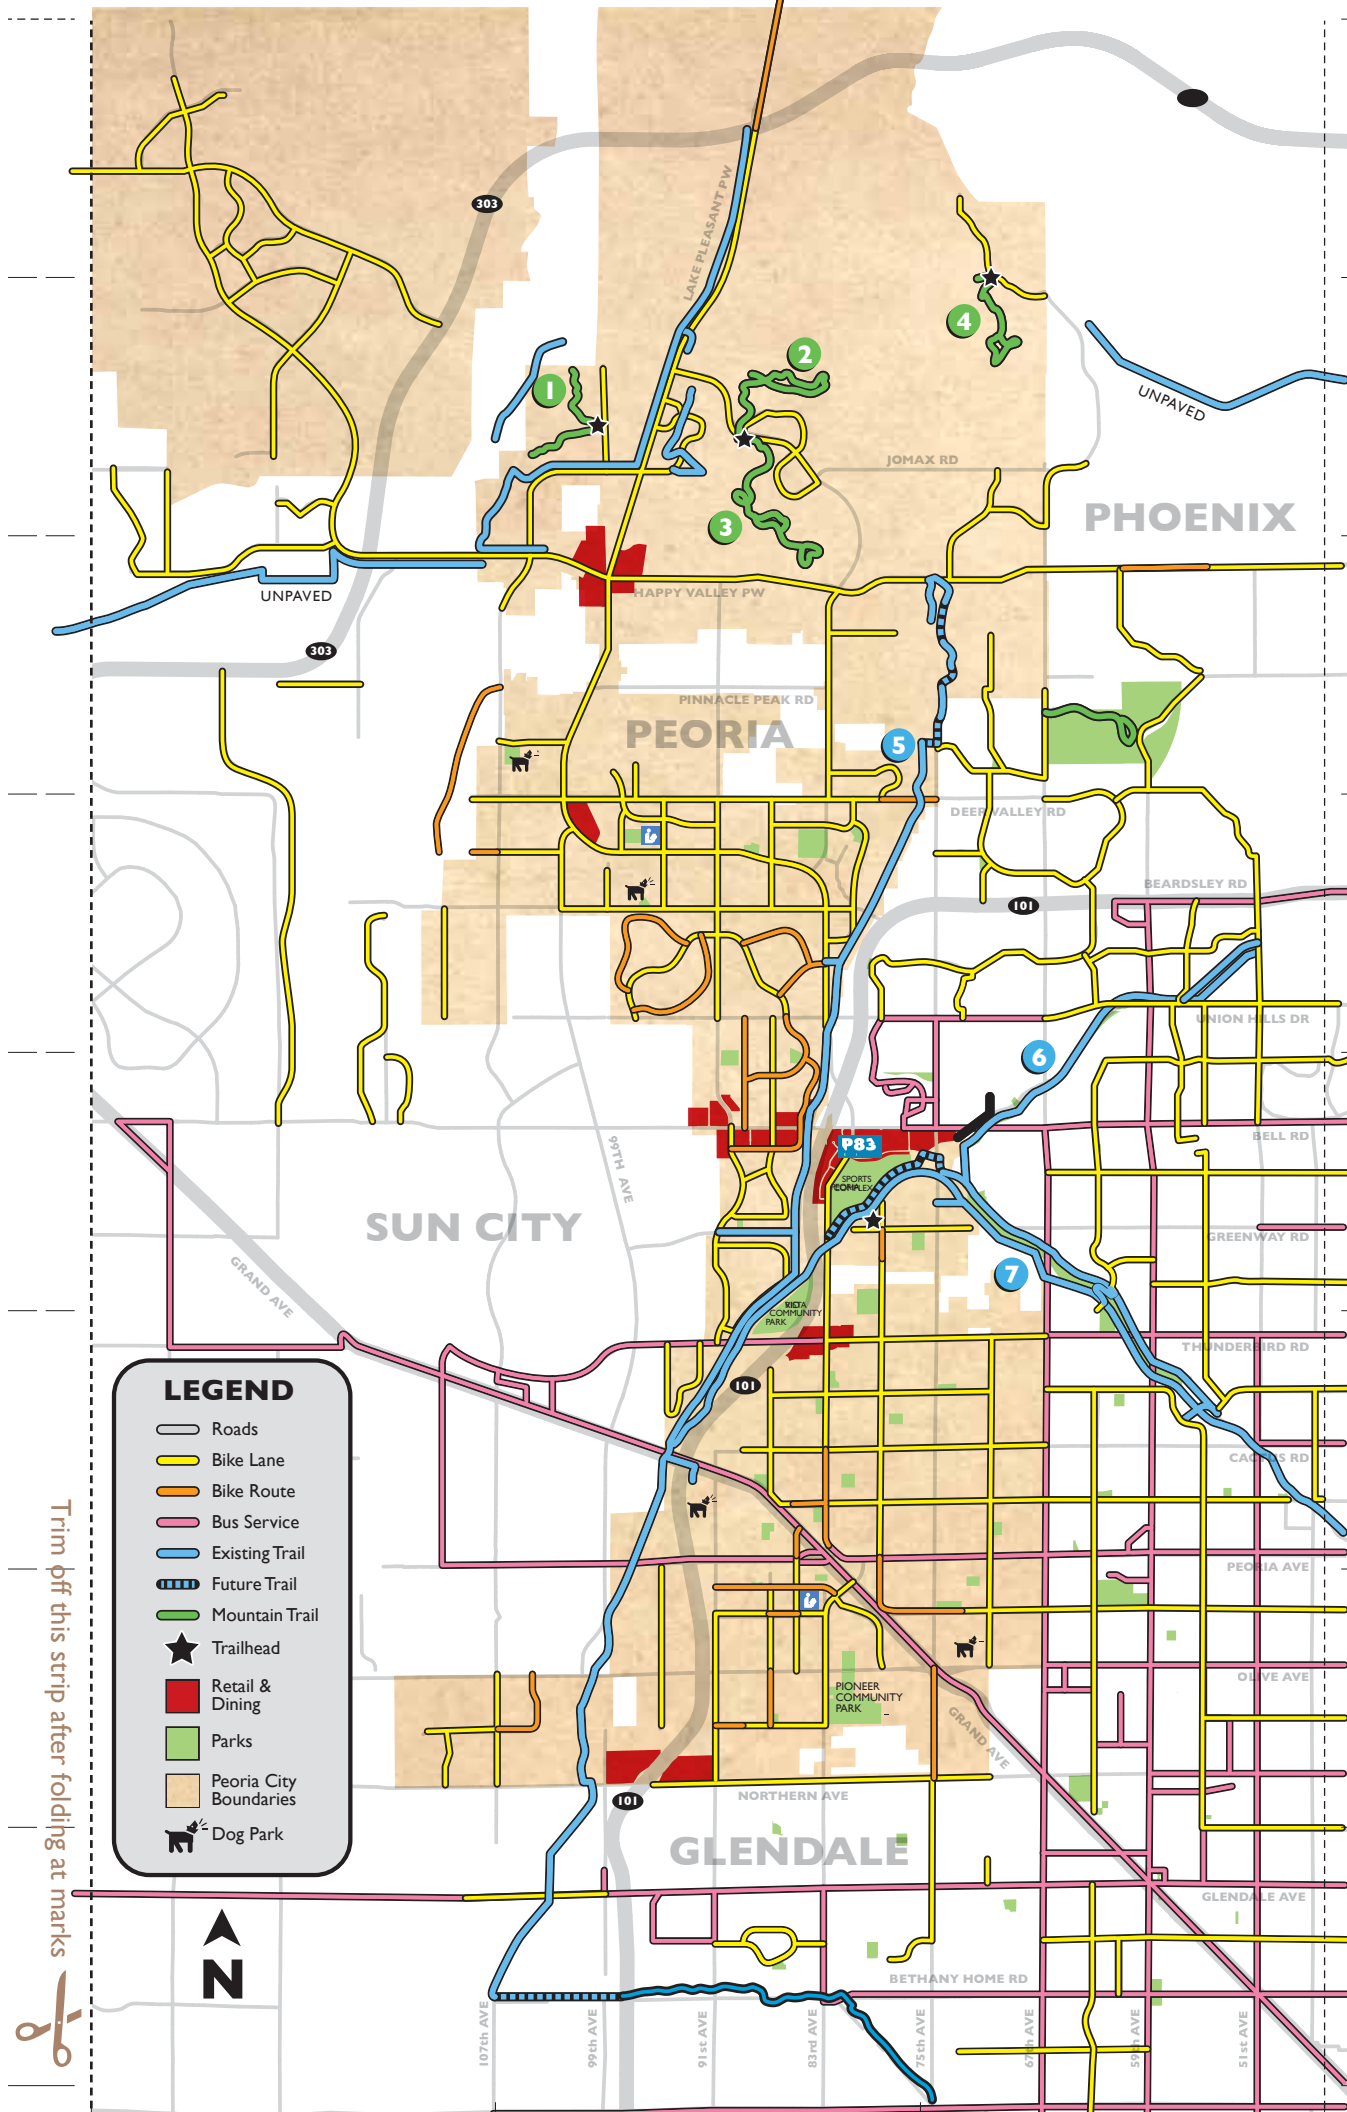 LAKE PLEASANT PW
303
4
2
1
UNPAVED
JOMAX RD
PHOENIX
3
UNPAVED
HAPPY VALLEY PW
303
PINNACLE PEAK RD
PEORIA
5
DEER VALLEY RD
BEARDSLEY RD
101
UNION HILLS DR
6
BELL RD
P83
SPORTS
COMPLEX
99TH AVE
SUN CITY
GREENWAY RD
GRAND AVE
7
COMMUNITY
PARK
THUNDERBIRD RD
101
CACTUS RD
PEORIA AVE
OLIVE AVE
PIONEER
COMMUNITY
PARK
GRAND AVE
NORTHERN AVE
101
GLENDALE
GLENDALE AVE
BETHANY HOME RD
107th AVE
99th AVE
91st AVE
83rd AVE
75th AVE
67th AVE
59th AVE
51st AVE
LEGEND
Roads
Bike Lane
Bike Route
Bus Service
Existing Trail
Future Trail
Mountain Trail
Trailhead
Retail &
Dining
Parks
Peoria City
Boundaries
Dog Park
N
Trim off this strip after folding at marks